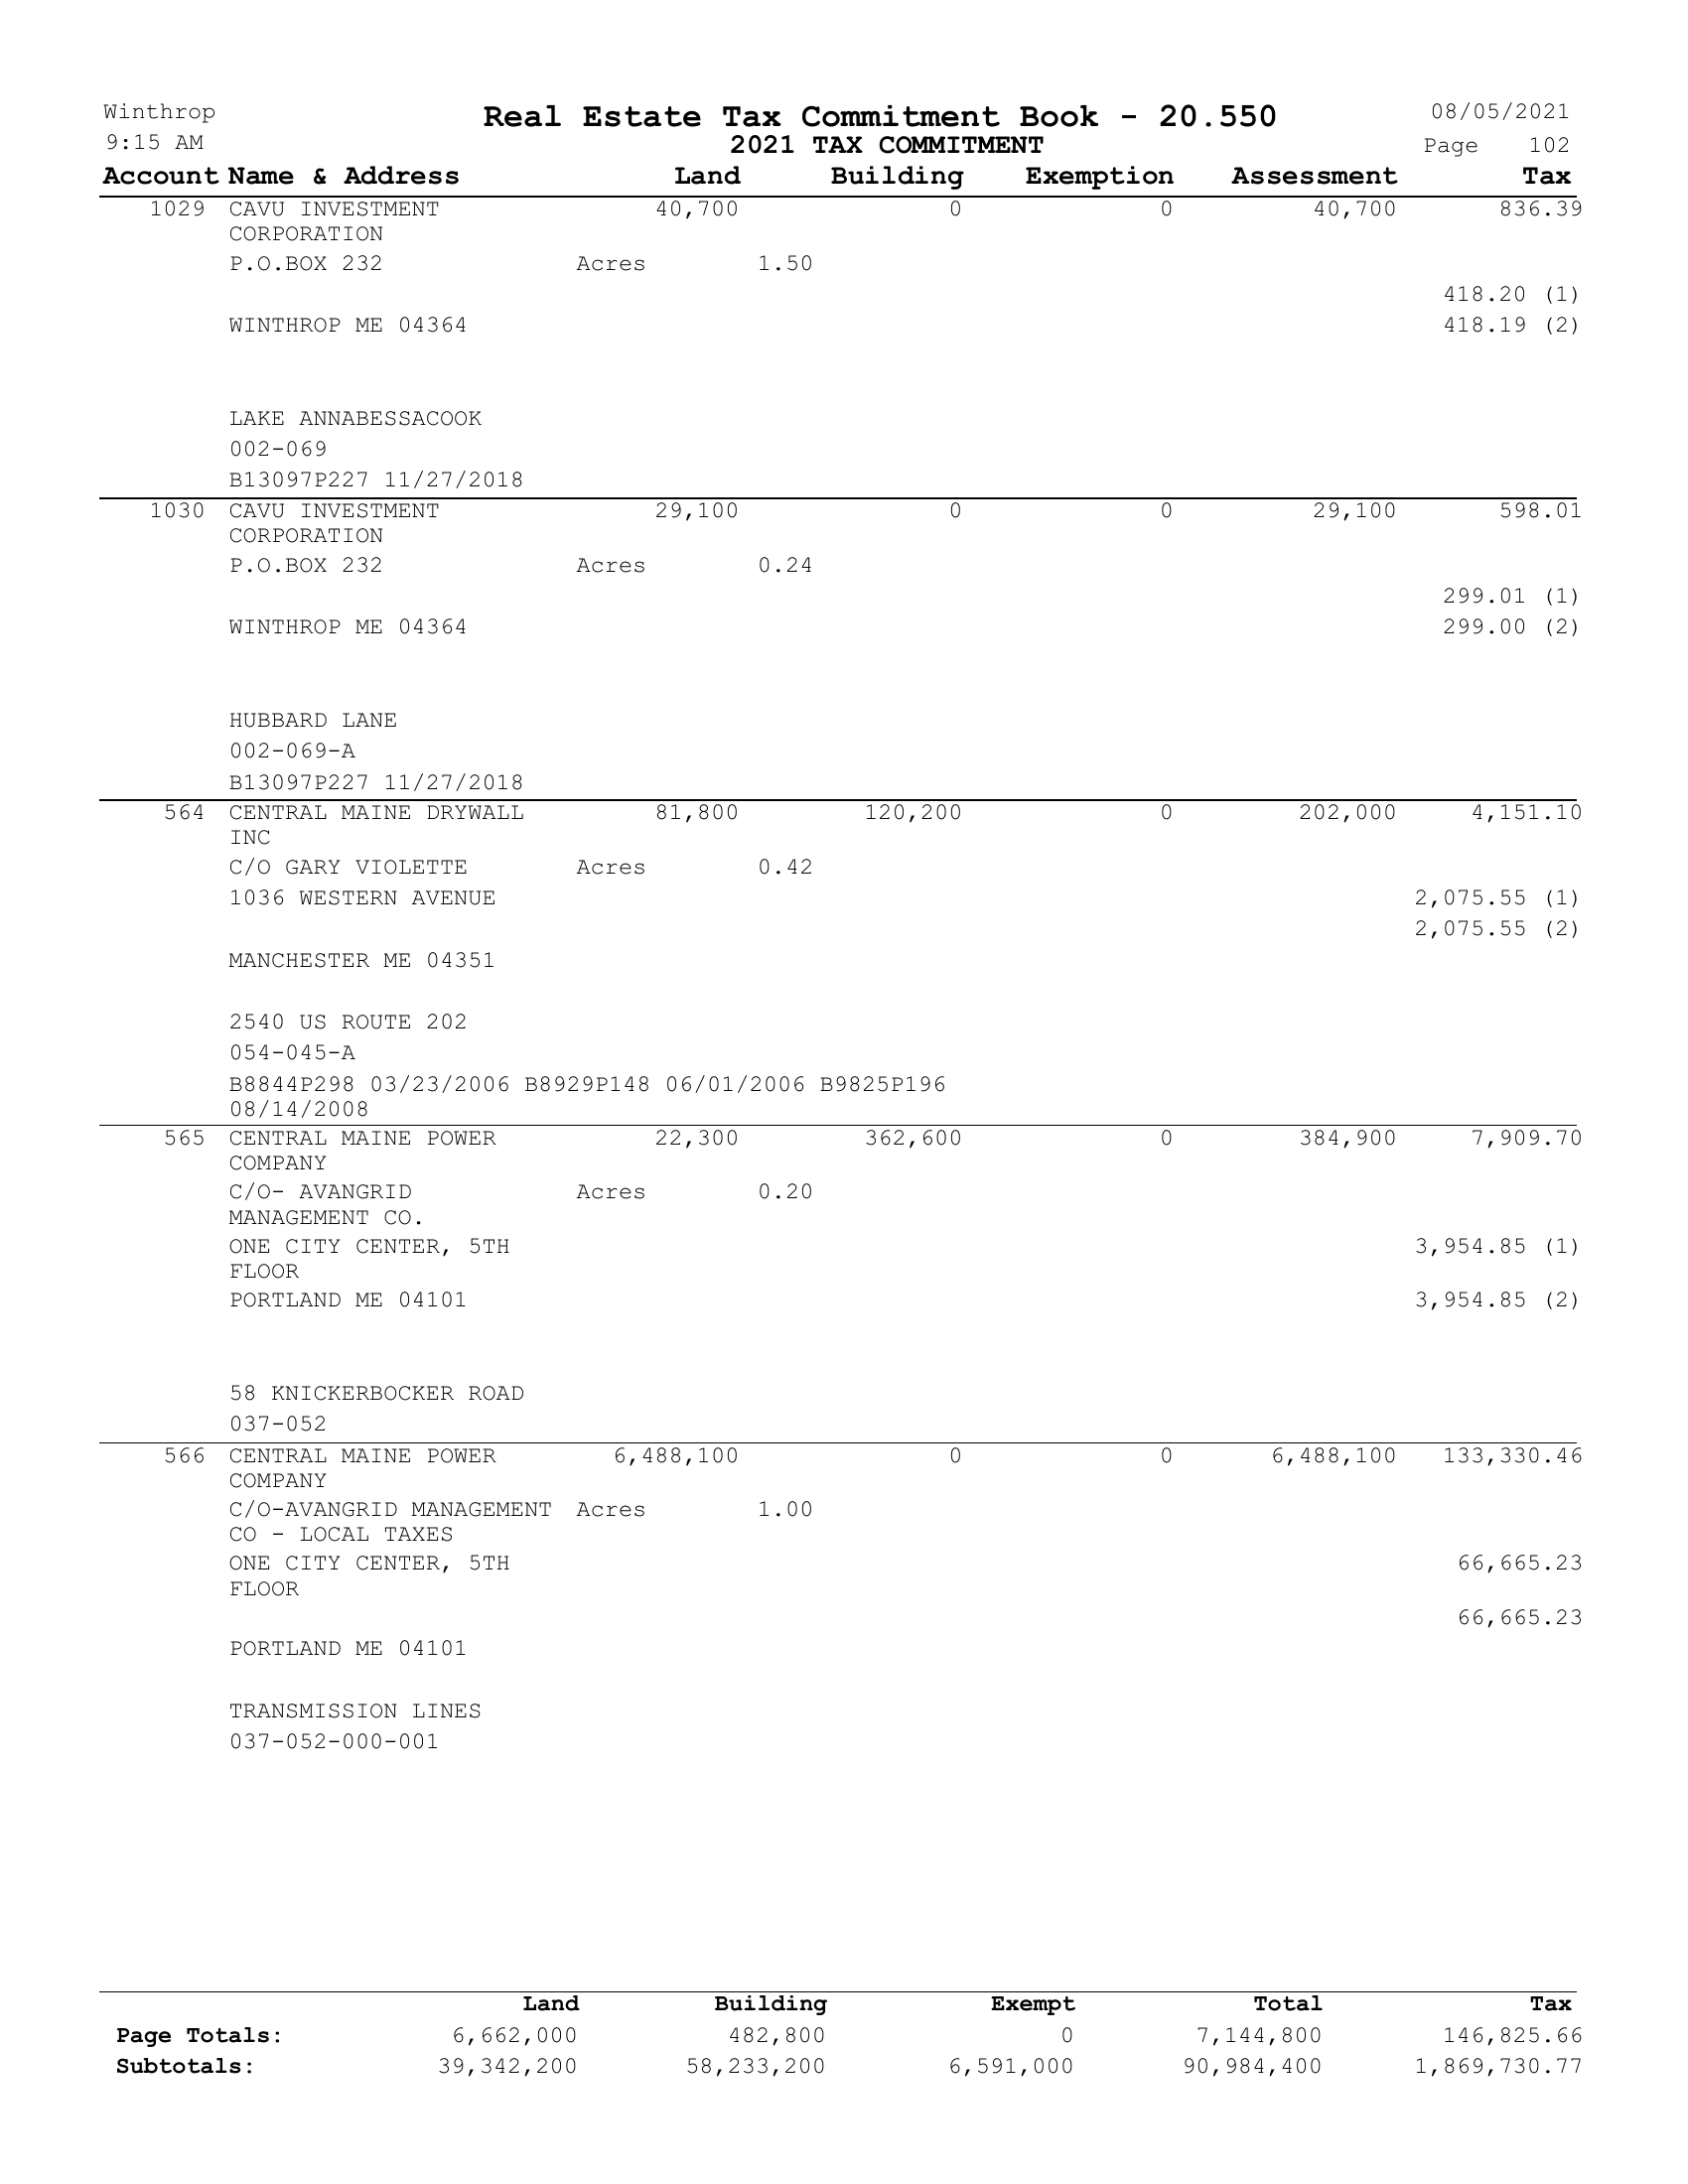 Winthrop Real Estate Tax Commitment Book - 20.550 08/05/2021
9:15 AM 2021 TAX COMMITMENT Page 102
Account Name & Address Land Building Exemption Assessment Tax
1029 CAVU INVESTMENT 40,700 0 0 40,700 836.39
CORPORATION
P.O.BOX 232 Acres 1.50
418.20 (1)
WINTHROP ME 04364 418.19 (2)
LAKE ANNABESSACOOK
002-069
B13097P227 11/27/2018
1030 CAVU INVESTMENT 29,100 0 0 29,100 598.01
CORPORATION
P.O.BOX 232 Acres 0.24
299.01 (1)
WINTHROP ME 04364 299.00 (2)
HUBBARD LANE
002-069-A
B13097P227 11/27/2018
564 CENTRAL MAINE DRYWALL 81,800 120,200 0 202,000 4,151.10
INC
C/O GARY VIOLETTE Acres 0.42
1036 WESTERN AVENUE 2,075.55 (1)
2,075.55 (2)
MANCHESTER ME 04351
2540 US ROUTE 202
054-045-A
B8844P298 03/23/2006 B8929P148 06/01/2006 B9825P196
08/14/2008
565 CENTRAL MAINE POWER 22,300 362,600 0 384,900 7,909.70
COMPANY
C/O- AVANGRID Acres 0.20
MANAGEMENT CO.
ONE CITY CENTER, 5TH 3,954.85 (1)
FLOOR
PORTLAND ME 04101 3,954.85 (2)
58 KNICKERBOCKER ROAD
037-052
566 CENTRAL MAINE POWER 6,488,100 0 0 6,488,100 133,330.46
COMPANY
C/O-AVANGRID MANAGEMENT Acres 1.00
CO - LOCAL TAXES
ONE CITY CENTER, 5TH 66,665.23
FLOOR
66,665.23
PORTLAND ME 04101
TRANSMISSION LINES
037-052-000-001
Land Building Exempt Total Tax
Page Totals: 6,662,000 482,800 0 7,144,800 146,825.66
Subtotals: 39,342,200 58,233,200 6,591,000 90,984,400 1,869,730.77